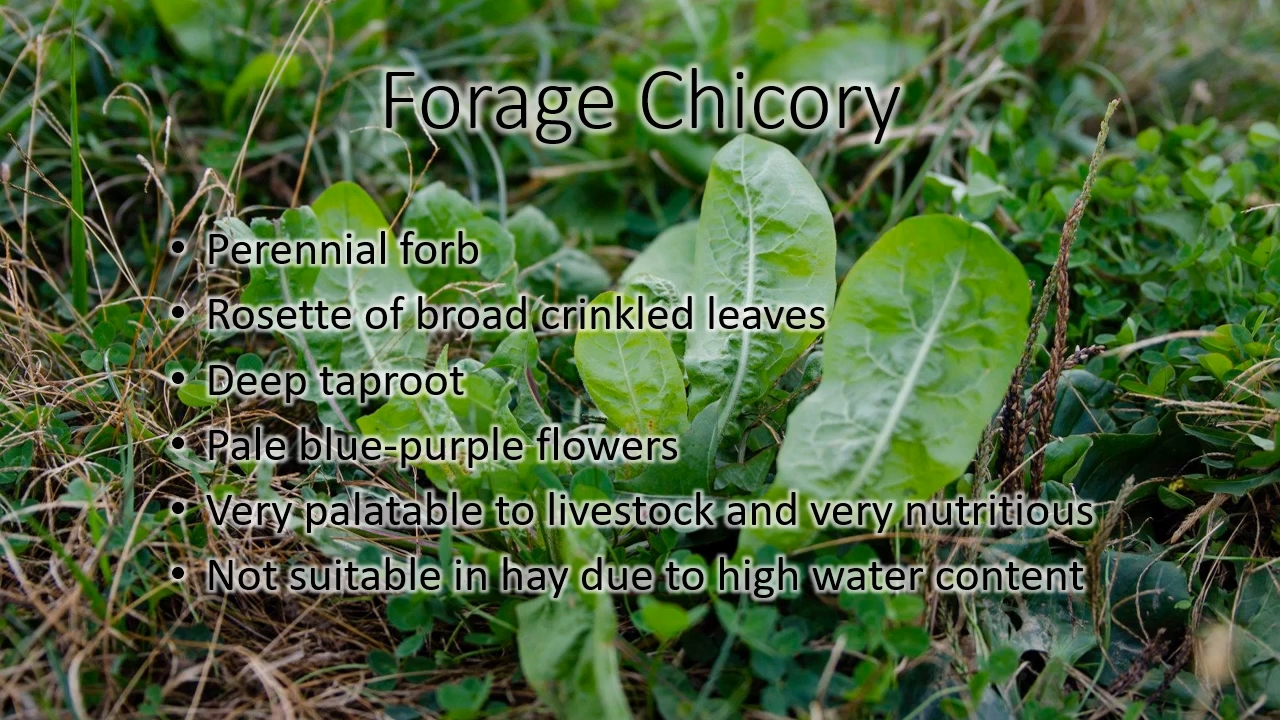 Forage Chicory
• Perennial forb
• Rosette of broad crinkled leaves
• Deep taproot
• Pale blue-purple flowers
• Very palatable to livestock and very nutritious
• Not suitable in hay due to high water content